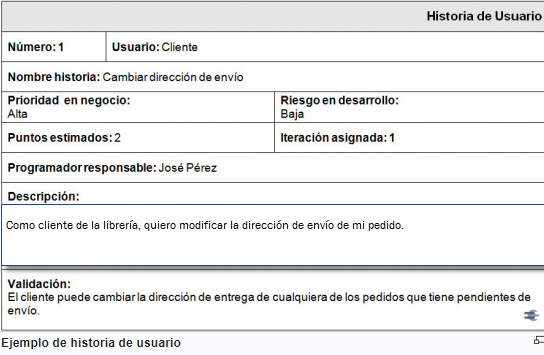 Historia de Usuario
Número: 1 Usuario: Cliente
Nombre historia: Cambiar dirección de envío
Prioridad en negocio: Riesgo en desarrollo:
Alta Baja
Puntos estimados: 2 Iteración asignada: 1
Programador responsable: José Pérez
Descripción:
Como cliente de la librería, quiero modificar la dirección de envío de mi pedido.
Validación:
El cliente puede cambiar la dirección de entrega de cualquiera de los pedidos que tiene pendientes de
envío.
Ejemplo de historia de usuario